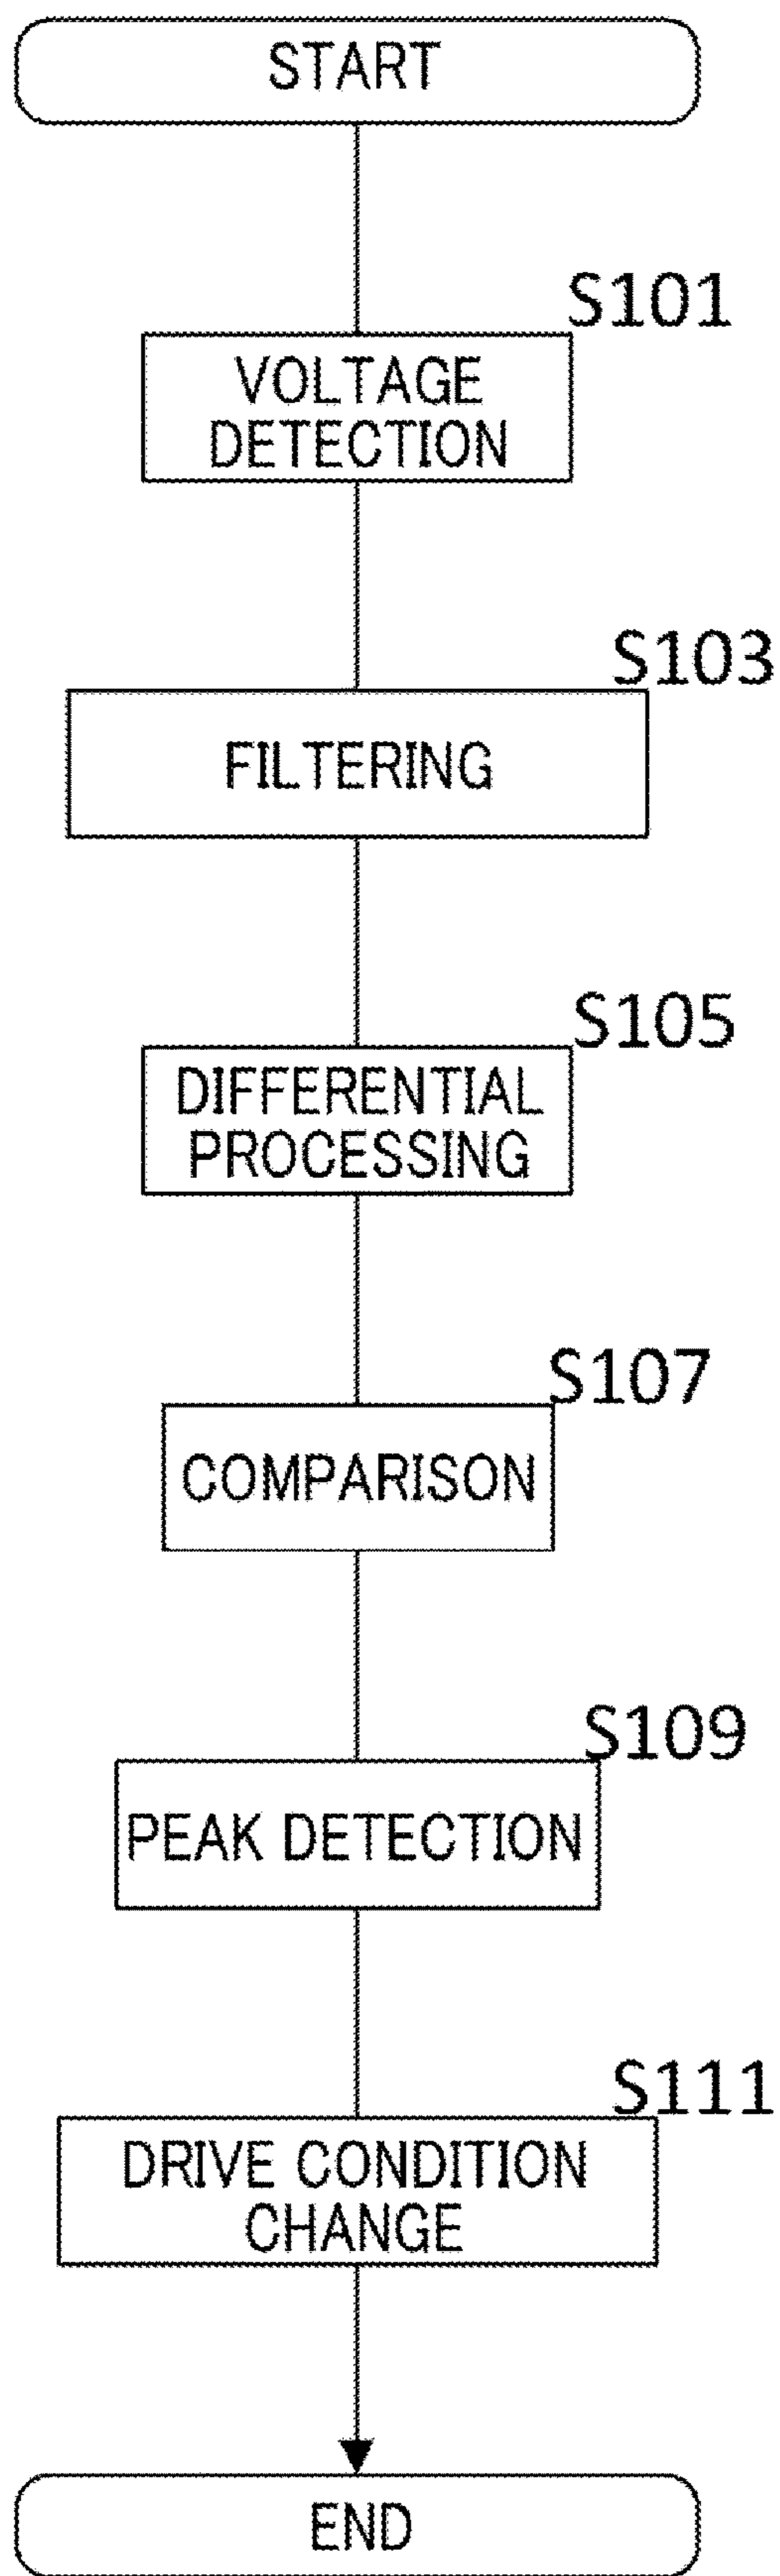 START
S101
VOLTAGE
DETECTION
S103
FILTERING
S105
DIFFERENTIAL
PROCESSING
S107
COMPARISON
S109
PEAK DETECTION
S111
DRIVE CONDITION
CHANGE
END